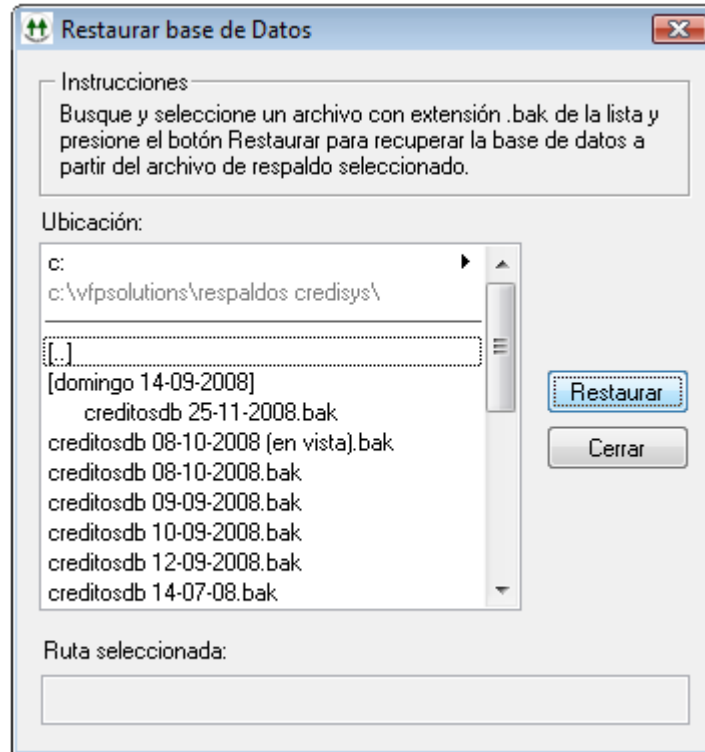 Restaurar base de Datos
Instrucciones
Busque y seleccione un archivo con extensión .bak de la lista y
presione el botón Restaurar para recuperar la base de datos a
partir del archivo de respaldo seleccionado.
Ubicación:
c:
c:\vfpsolutions\respaldos credisys\
[..]
[domingo 14-09-2008]
creditosdb 25-11-2008.bak
creditosdb 08-10-2008 (en vista).bak
creditosdb 08-10-2008.bak
creditosdb 09-09-2008.bak
creditosdb 10-09-2008.bak
creditosdb 12-09-2008.bak
creditosdb 14-07-08.bak
Restaurar
Cerrar
Ruta seleccionada: